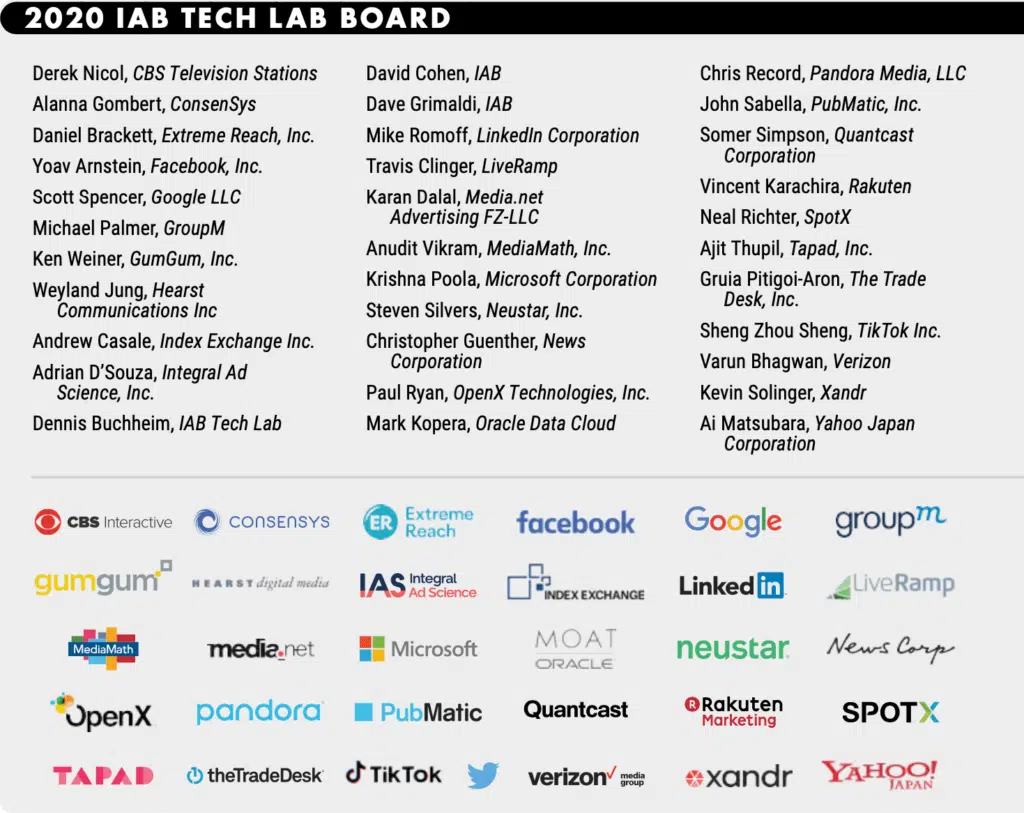 2020 IAB TECH LAB BOARD
Derek Nicol, CBS Television Stations
Alanna Gombert, ConsenSys
Daniel Brackett, Extreme Reach, Inc.
Yoav Arnstein, Facebook, Inc.
Scott Spencer, Google LLC
Michael Palmer, GroupM
Ken Weiner, GumGum, Inc.
Weyland Jung, Hearst
Communications Inc
Andrew Casale, Index Exchange Inc.
Adrian D’Souza, Integral Ad
Science, Inc.
Dennis Buchheim, IAB Tech Lab
David Cohen, IAB
Dave Grimaldi, IAB
Mike Romoff, LinkedIn Corporation
Travis Clinger, LiveRamp
Karan Dalal, Media.net
Advertising FZ-LLC
Anudit Vikram, MediaMath, Inc.
Krishna Poola, Microsoft Corporation
Steven Silvers, Neustar, Inc.
Christopher Guenther, News
Corporation
Paul Ryan, OpenX Technologies, Inc.
Mark Kopera, Oracle Data Cloud
Chris Record, Pandora Media, LLC
John Sabella, PubMatic, Inc.
Somer Simpson, Quantcast
Corporation
Vincent Karachira, Rakuten
Neal Richter, SpotX
Ajit Thupil, Tapad, Inc.
Gruia Pitigoi-Aron, The Trade
Desk, Inc.
Sheng Zhou Sheng, TikTok Inc.
Varun Bhagwan, Verizon
Kevin Solinger, Xandr
Ai Matsubara, Yahoo Japan
Corporation
CBS Interactive
CONSENSYS
ER Extreme
Reach
facebook
Google
groupm
gumgum
HEARST digital media
IAS Integral
Ad Science
INDEX EXCHANGE
Linked in
LiveRamp
MediaMath
media.net
Microsoft
MOAT
ORACLE
neustar
News Corp
OpenX
pandora
PubMatic
Quantcast
R Rakuten
Marketing
SPOTX
TAPAD
theTradeDesk
TikTok
verizon media
group
xandr
YAHOO!
JAPAN